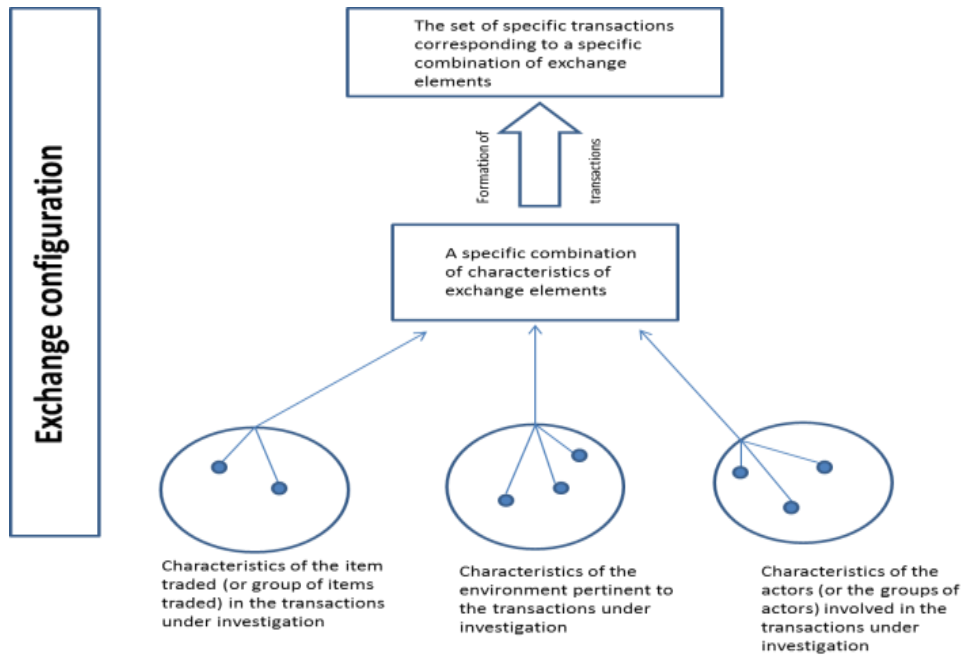 The set of specific transactions
corresponding to a specific
combination of exchange
elements
Exchange configuration
Formation of
transactions
A specific combination
of characteristics of
exchange elements
Characteristics of the item
traded (or group of items
traded) in the transactions
under investigation
Characteristics of the
environment pertinent to
the transactions under
investigation
Characteristics of the
actors (or the groups of
actors) involved in the
transactions under
investigation